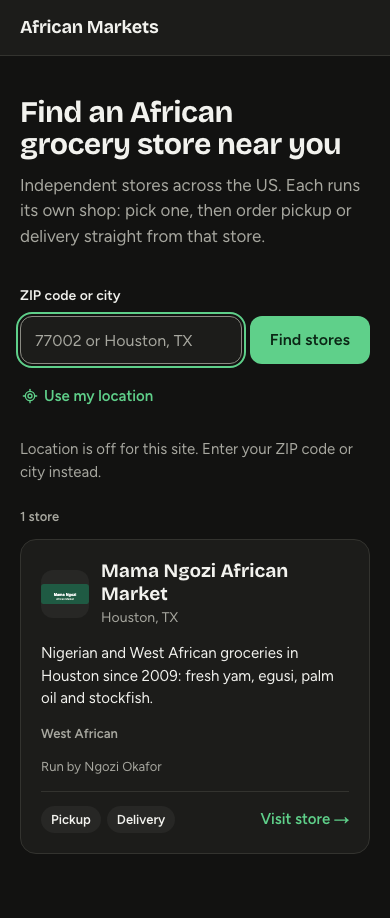 African Markets
Find an African
grocery store near you
Independent stores across the US. Each runs
its own shop: pick one, then order pickup or
delivery straight from that store.
ZIP code or city
77002 or Houston, TX
Find stores
Use my location
Location is off for this site. Enter your ZIP code or
city instead.
1 store
Mama Ngozi
African Market
Mama Ngozi African
Market
Houston, TX
Nigerian and West African groceries in
Houston since 2009: fresh yam, egusi, palm
oil and stockfish.
West African
Run by Ngozi Okafor
Pickup
Delivery
Visit store →